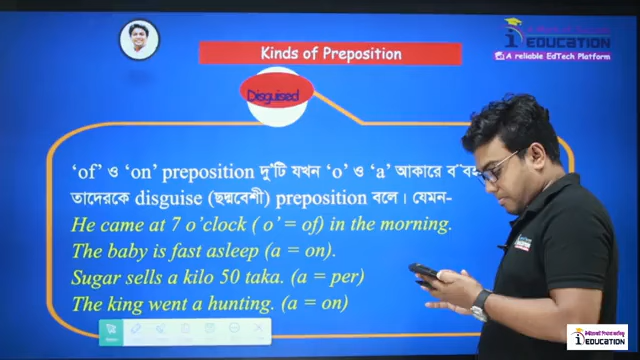 Kinds of Preposition
EDUCATION
A reliable EdTech Platform
Disguised
‘of’ ও ‘on’ preposition দু’টি যখন ‘o’ ও ‘a’ আকারে
তাদেরকে disguise (ছদ্মবেশী) preposition বলে। যেমন-
He came at 7 o’clock ( o’ = of) in the morning.
The baby is fast asleep (a = on).
Sugar sells a kilo 50 taka. (a = per)
The king went a hunting. (a = on)
EDUCATION